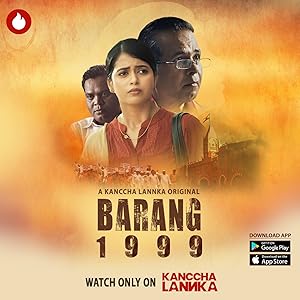 A KANCCHA LANNKA ORIGINAL
BARANG
1999
DOWNLOAD APP
GET IT ON
Google Play
Download on the
App Store
WATCH ONLY ON KANCCHA LANNKA